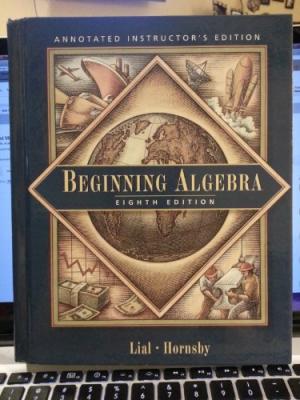 ANNOTATED INSTRUCTOR'S EDITION
BEGINNING ALGEBRA
EIGHTH EDITION
Lial • Hornsby